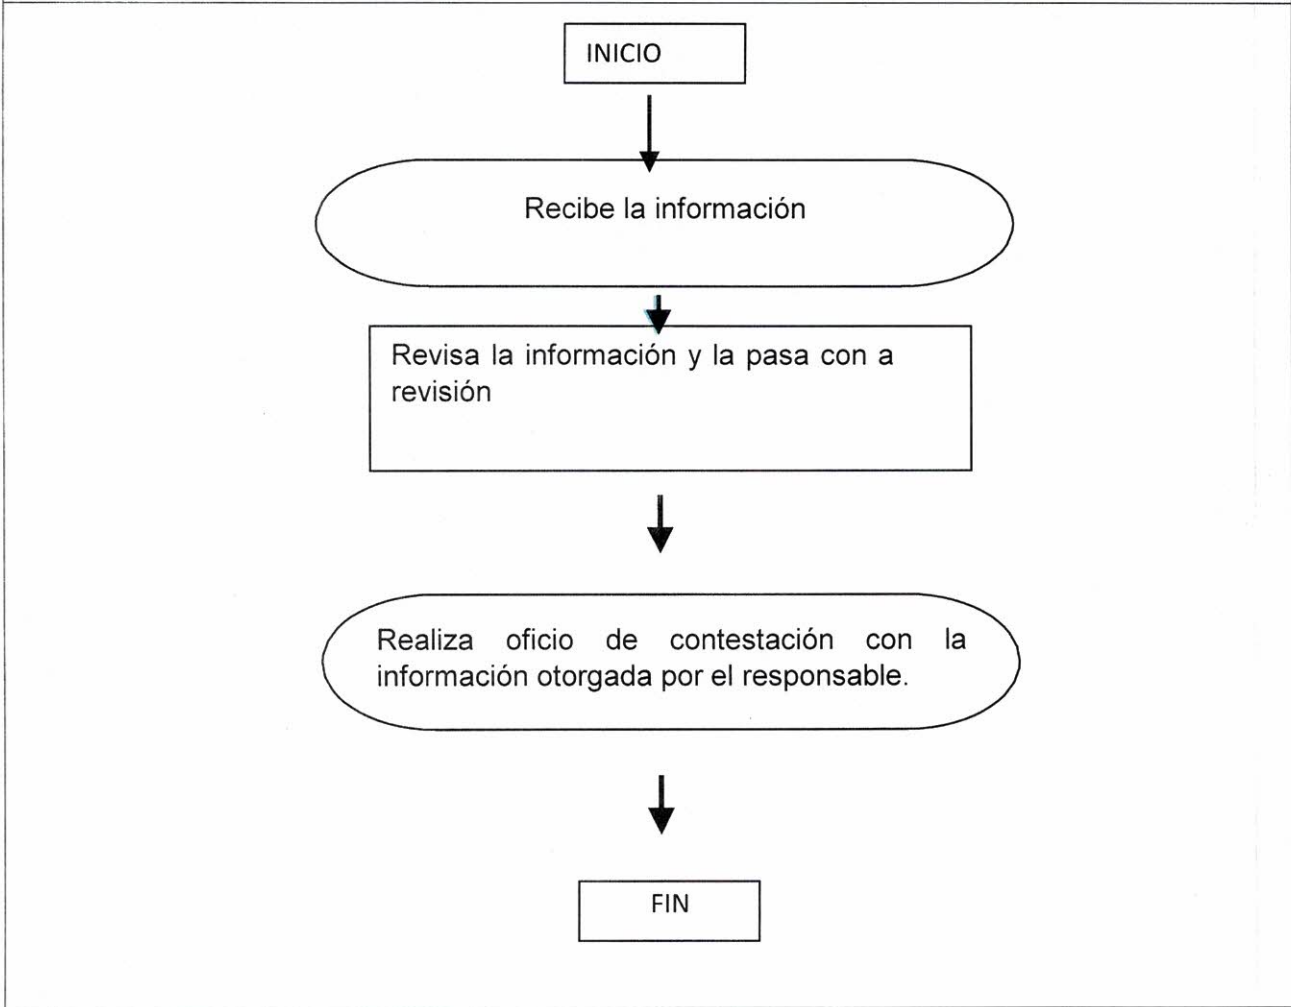 INICIO
Recibe la información
Revisa la información y la pasa con a
revisión
Realiza oficio de contestación con la
información otorgada por el responsable.
FIN